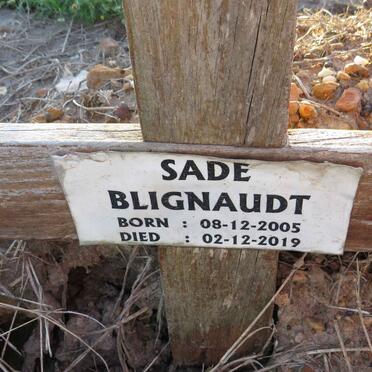 SADE
BLIGNAUDT
BORN : 08-12-2005
DIED : 02-12-2019